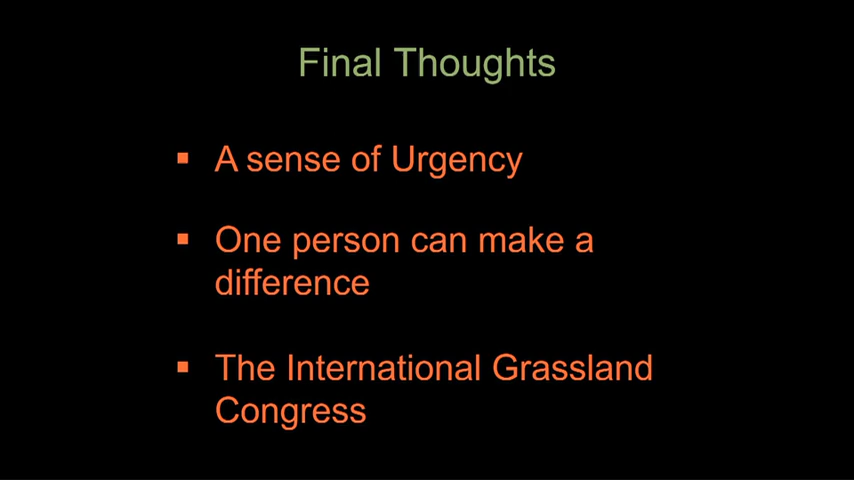 Final Thoughts
▪ A sense of Urgency
▪ One person can make a
difference
▪ The International Grassland
Congress